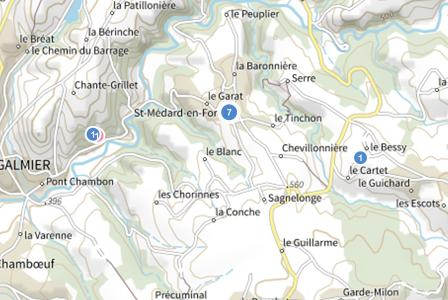 la Patillonière
le Peuplier
la Bérinche
le Bréat
le Chemin du Barrage
la Baronnière
Serre
Chante-Grillet
le Garat
St-Médard-en-For
7
le Tinchon
11
le Bessy
le Blanc
Chevillonnière
1
GALMIER
le Cartet
Pont Chambon
le Guichard
560
les Chorinnes
Sagnelonge
396
les Escots
la Conche
la Varenne
le Guillarme
Chambœuf
Précuminal
Garde-Milon